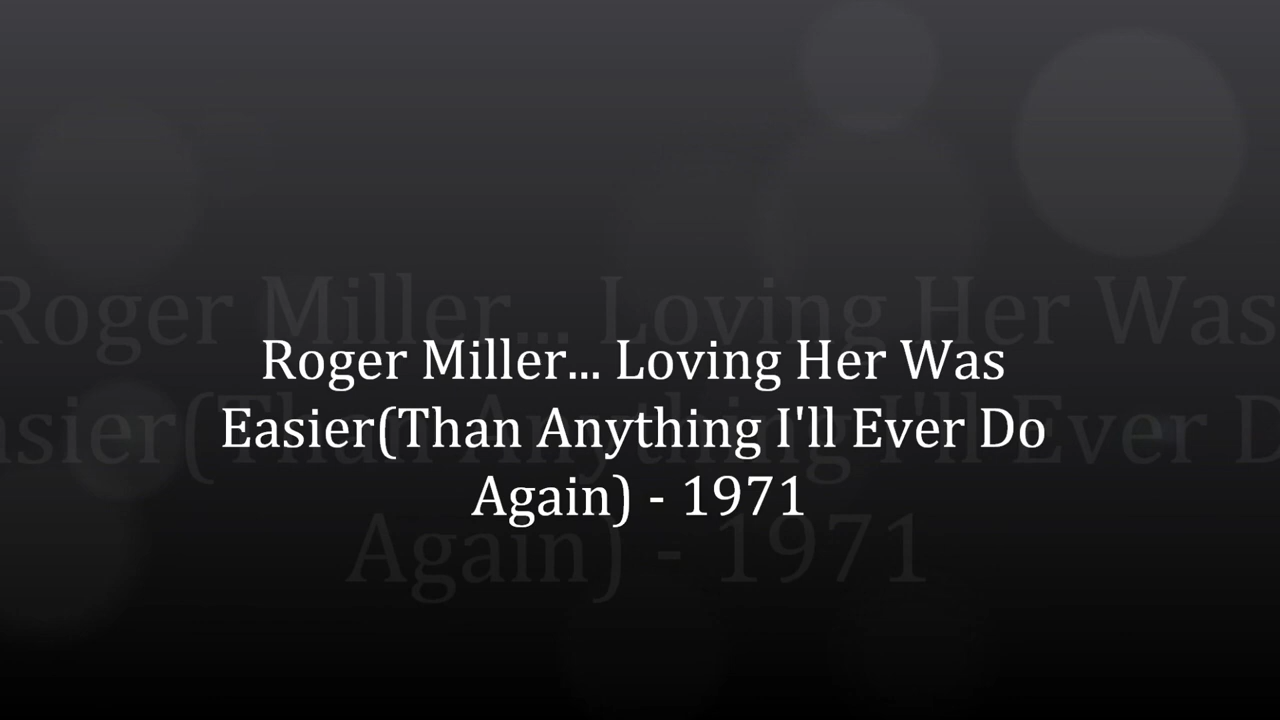 Roger Miller... Loving Her Was
Easier(Than Anything I'll Ever Do
Again) - 1971